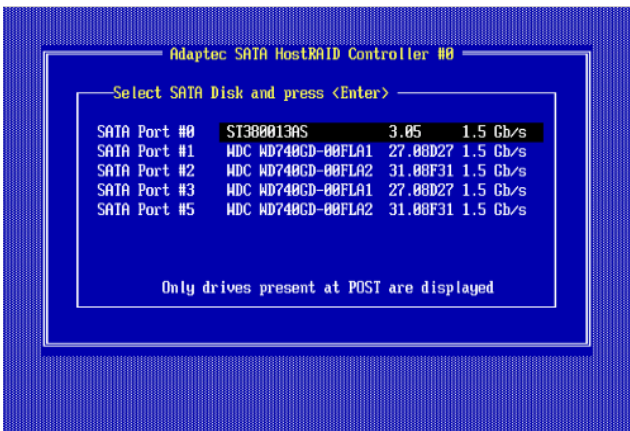 Adaptec SATA HostRAID Controller #0
Select SATA Disk and press <Enter>
SATA Port #0 ST380013AS 3.05 1.5 Gb/s
SATA Port #1 WDC WD740GD-00FLA1 27.08D27 1.5 Gb/s
SATA Port #2 WDC WD740GD-00FLA2 31.08F31 1.5 Gb/s
SATA Port #3 WDC WD740GD-00FLA1 27.08D27 1.5 Gb/s
SATA Port #5 WDC WD740GD-00FLA2 31.08F31 1.5 Gb/s
Only drives present at POST are displayed